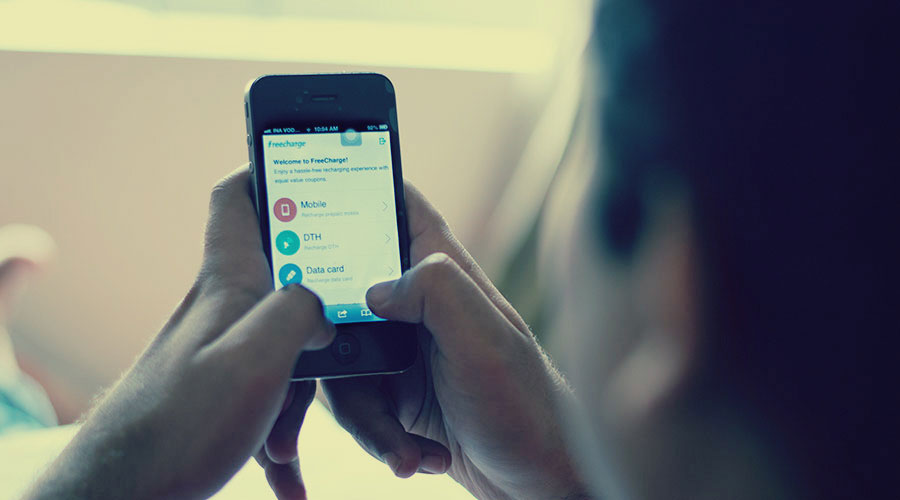 INA VOD... 10:04 AM 92%
freecharge
Welcome to FreeCharge!
Enjoy a hassle-free recharging experience with
equal value coupons.
Mobile
Recharge prepaid mobile
DTH
Recharge DTH
Data card
Recharge data card